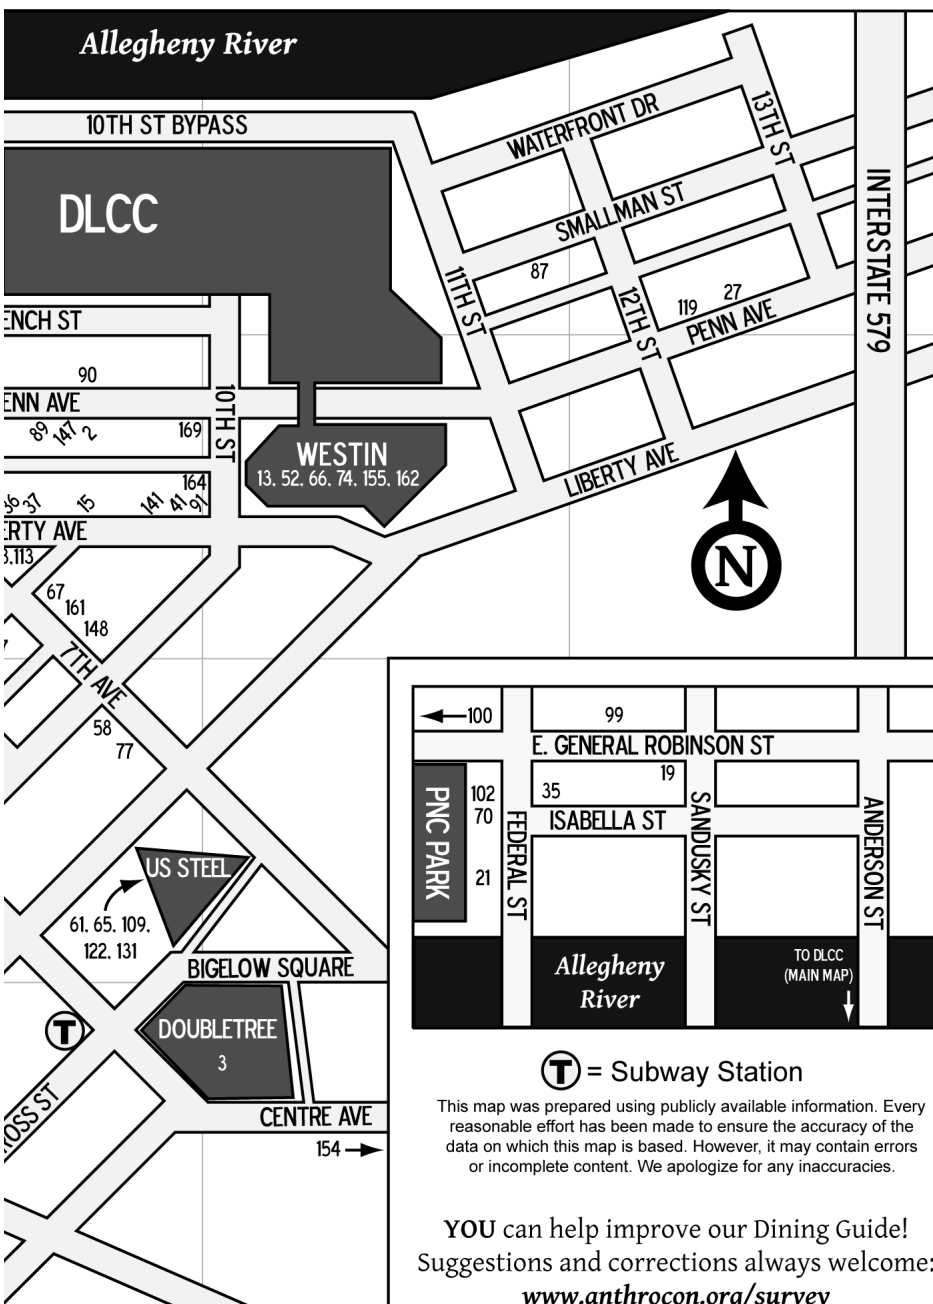 Allegheny River
10TH ST BYPASS
WATERFRONT DR
13TH ST
DLCC
SMALLMAN ST
INTERSTATE 579
11TH ST
87
12TH ST
119
27
PENN AVE
ENCH ST
90
ENN AVE
10TH ST
89
147
2
169
WESTIN
13, 52, 66, 74, 155, 162
LIBERTY AVE
164
37
15
141
41
91
ERTY AVE
113
N
67
161
148
7TH AVE
58
77
100
99
E. GENERAL ROBINSON ST
19
35
102
70
ISABELLA ST
PNC PARK
FEDERAL ST
SANDUSKY ST
ANDERSON ST
21
US STEEL
61, 65, 109,
122, 131
Allegheny
River
TO DLCC
(MAIN MAP)
BIGELOW SQUARE
T
DOUBLETREE
3
OSS ST
CENTRE AVE
154
T = Subway Station
This map was prepared using publicly available information. Every
reasonable effort has been made to ensure the accuracy of the
data on which this map is based. However, it may contain errors
or incomplete content. We apologize for any inaccuracies.
YOU can help improve our Dining Guide!
Suggestions and corrections always welcome:
www.anthrocon.org/survey